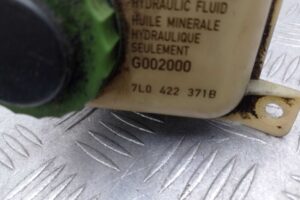 HYDRAULIC FLUID
HUILE MINERALE
HYDRAULIQUE
SEULEMENT
G002000
7L0 422 371B